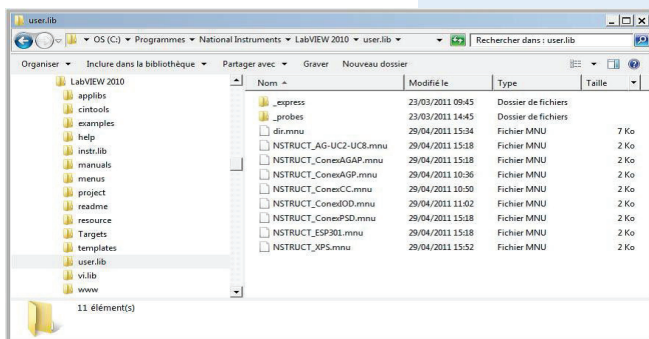 user.lib
OS (C:) Programmes National Instruments LabVIEW 2010 user.lib Rechercher dans : user.lib
Organiser Inclure dans la bibliothèque Partager avec Graver Nouveau dossier
LabVIEW 2010
applibs
cintools
examples
help
instr.lib
manuals
menus
project
readme
resource
Targets
templates
user.lib
vi.lib
www
Nom Modifié le Type Taille
_express 23/03/2011 09:45 Dossier de fichiers
_probes 23/03/2011 14:45 Dossier de fichiers
dir.mnu 29/04/2011 15:34 Fichier MNU 7 Ko
NSTRUCT_AG-UC2-UC8.mnu 29/04/2011 15:18 Fichier MNU 2 Ko
NSTRUCT_ConexAGAP.mnu 29/04/2011 15:18 Fichier MNU 2 Ko
NSTRUCT_ConexAGP.mnu 29/04/2011 10:36 Fichier MNU 2 Ko
NSTRUCT_ConexCC.mnu 29/04/2011 10:50 Fichier MNU 2 Ko
NSTRUCT_ConexIOD.mnu 29/04/2011 11:02 Fichier MNU 2 Ko
NSTRUCT_ConexPSD.mnu 29/04/2011 15:18 Fichier MNU 2 Ko
NSTRUCT_ESP301.mnu 29/04/2011 15:18 Fichier MNU 2 Ko
NSTRUCT_XPS.mnu 29/04/2011 15:52 Fichier MNU 2 Ko
11 élément(s)